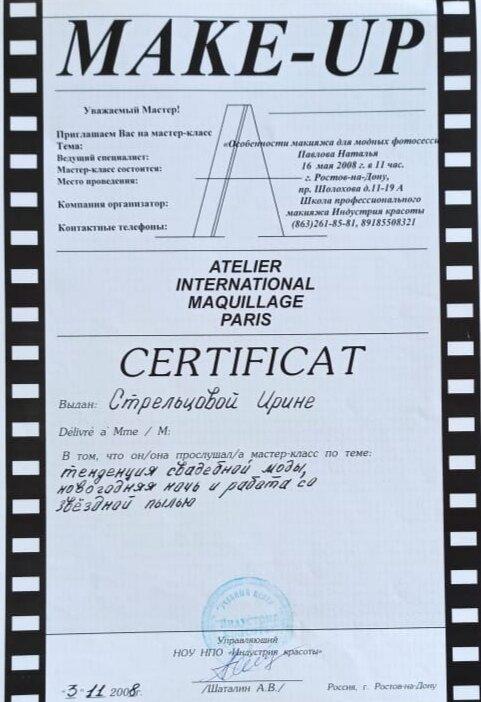 MAKE-UP
Уважаемый Мастер!
Приглашаем Вас на мастер-класс
Тема: «Особенности макияжа для модных фотосесси
Ведущий специалист: Павлова Наталья
Мастер-класс состоится: 16 мая 2008 г. в 11 час.
Место проведения: г. Ростов-на-Дону,
пр. Шолохова д.11-19 А
Компания организатор: Школа профессионального
макияжа Индустрия красоты
Контактные телефоны: (863)261-85-81, 89185508321
ATELIER
INTERNATIONAL
MAQUILLAGE
PARIS
CERTIFICAT
Выдан: Стрельцовой Ирине
Délivré a Mme / M:
В том, что он/она прослушал/а мастер-класс по теме:
тенденция свадебной моды,
новогодняя ночь и работа со
звёздной пылью
Управляющий
НОУ НПО «Индустрия красоты»
"3" 11 2008г.
/Шаталин А.В./
Россия, г. Ростов-на-Дону